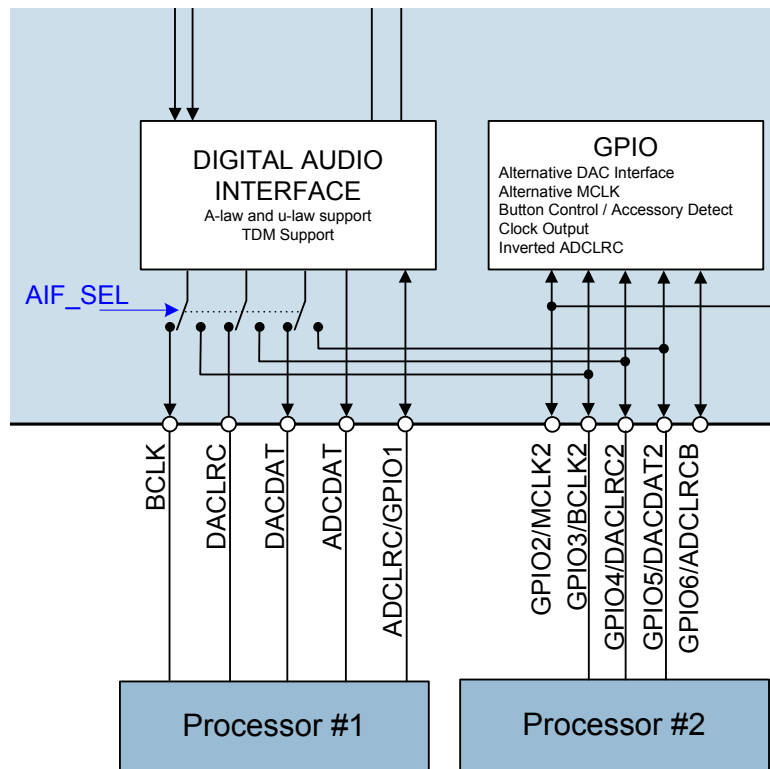 DIGITAL AUDIO
INTERFACE
A-law and u-law support
TDM Support
GPIO
Alternative DAC Interface
Alternative MCLK
Button Control / Accessory Detect
Clock Output
Inverted ADCLRC
AIF_SEL
BCLK
DACLRC
DACDAT
ADCDAT
ADCLRC/GPIO1
GPIO2/MCLK2
GPIO3/BCLK2
GPIO4/DACLRC2
GPIO5/DACDAT2
GPIO6/ADCLRCB
Processor #1
Processor #2